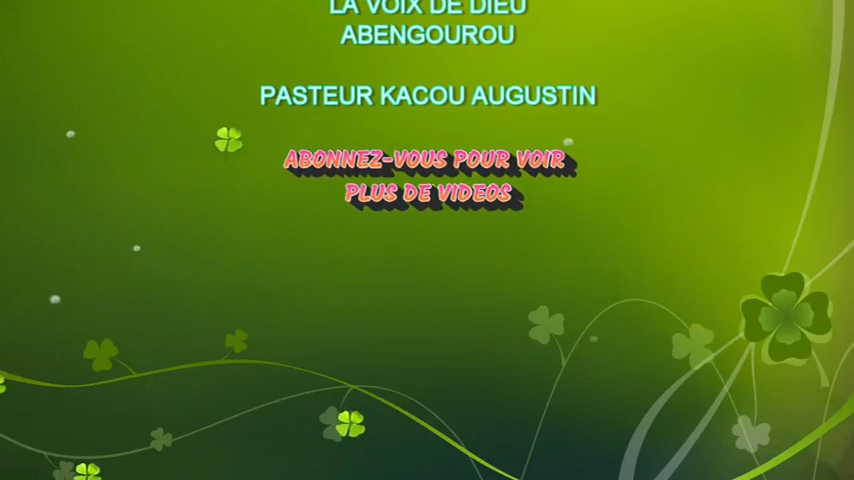 LA VOIX DE DIEU
ABENGOUROU
PASTEUR KACOU AUGUSTIN
ABONNEZ-VOUS POUR VOIR
PLUS DE VIDEOS